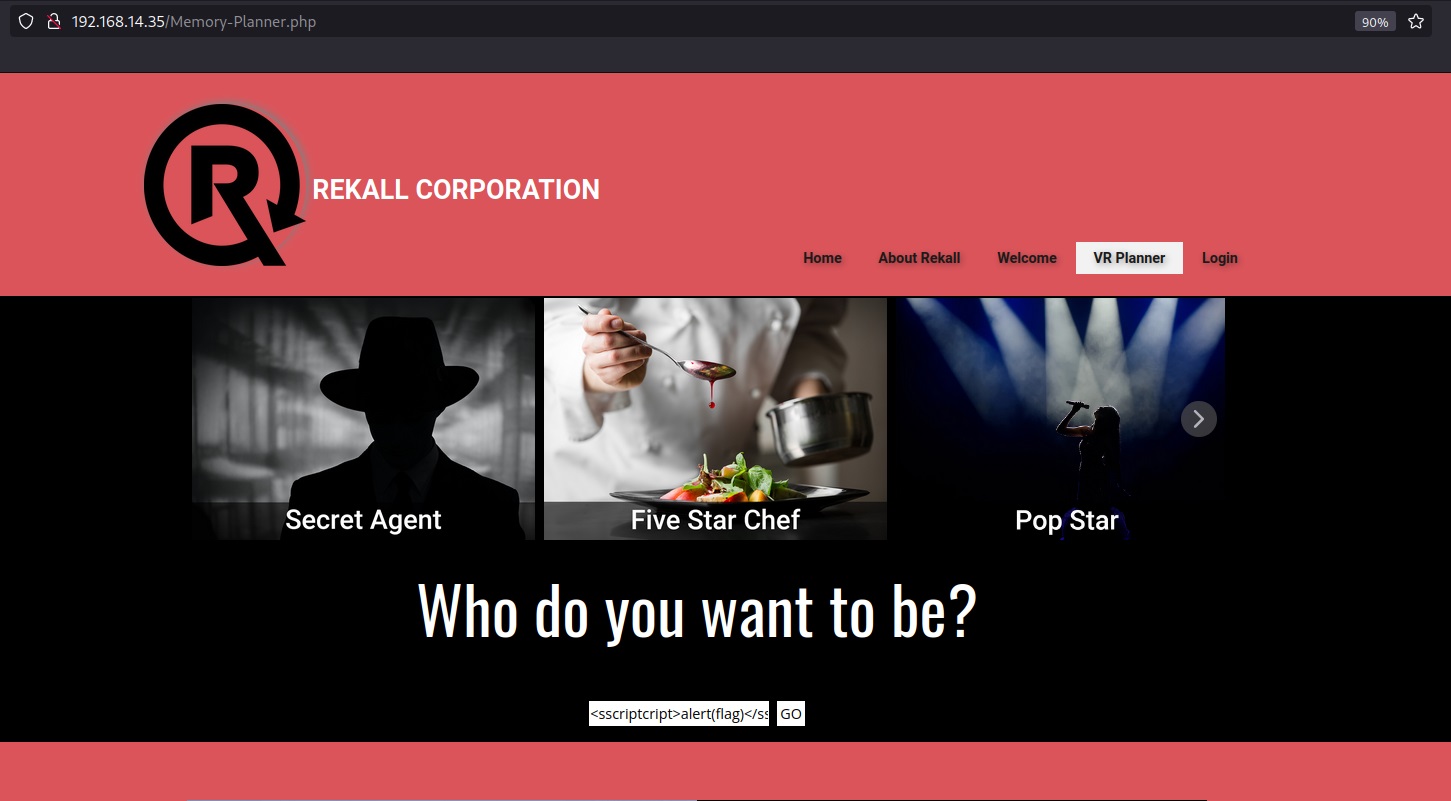 192.168.14.35/Memory-Planner.php
90%
R
REKALL CORPORATION
Home About Rekall Welcome VR Planner Login
Secret Agent Five Star Chef Pop Star
Who do you want to be?
<sscriptcript>alert(flag)</ss GO